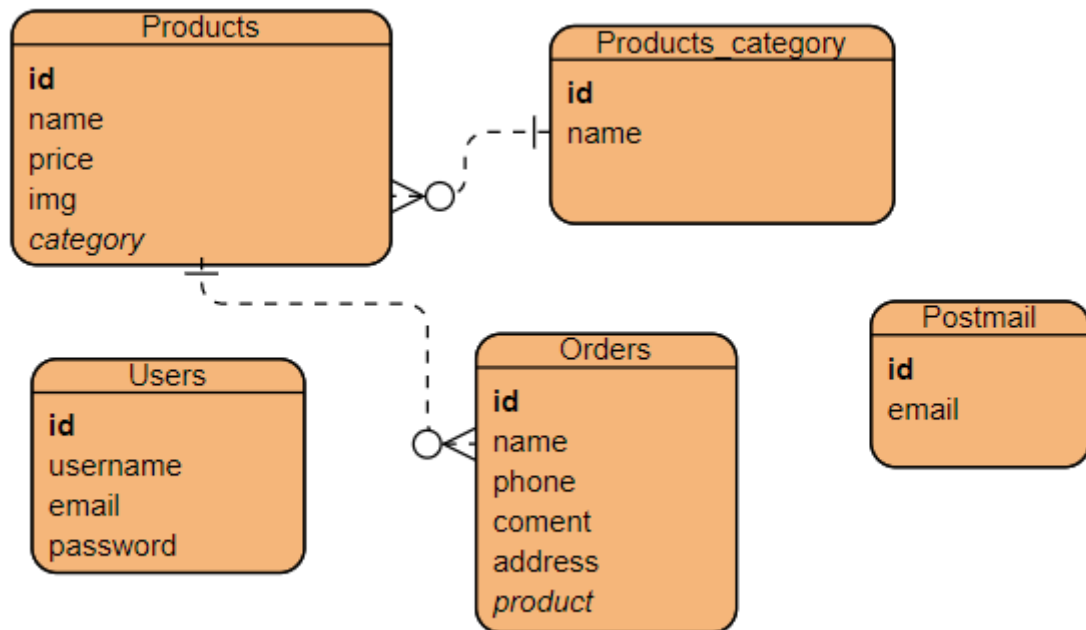 Products
id
name
price
img
category
Products_category
id
name
Users
id
username
email
password
Orders
id
name
phone
coment
address
product
Postmail
id
email